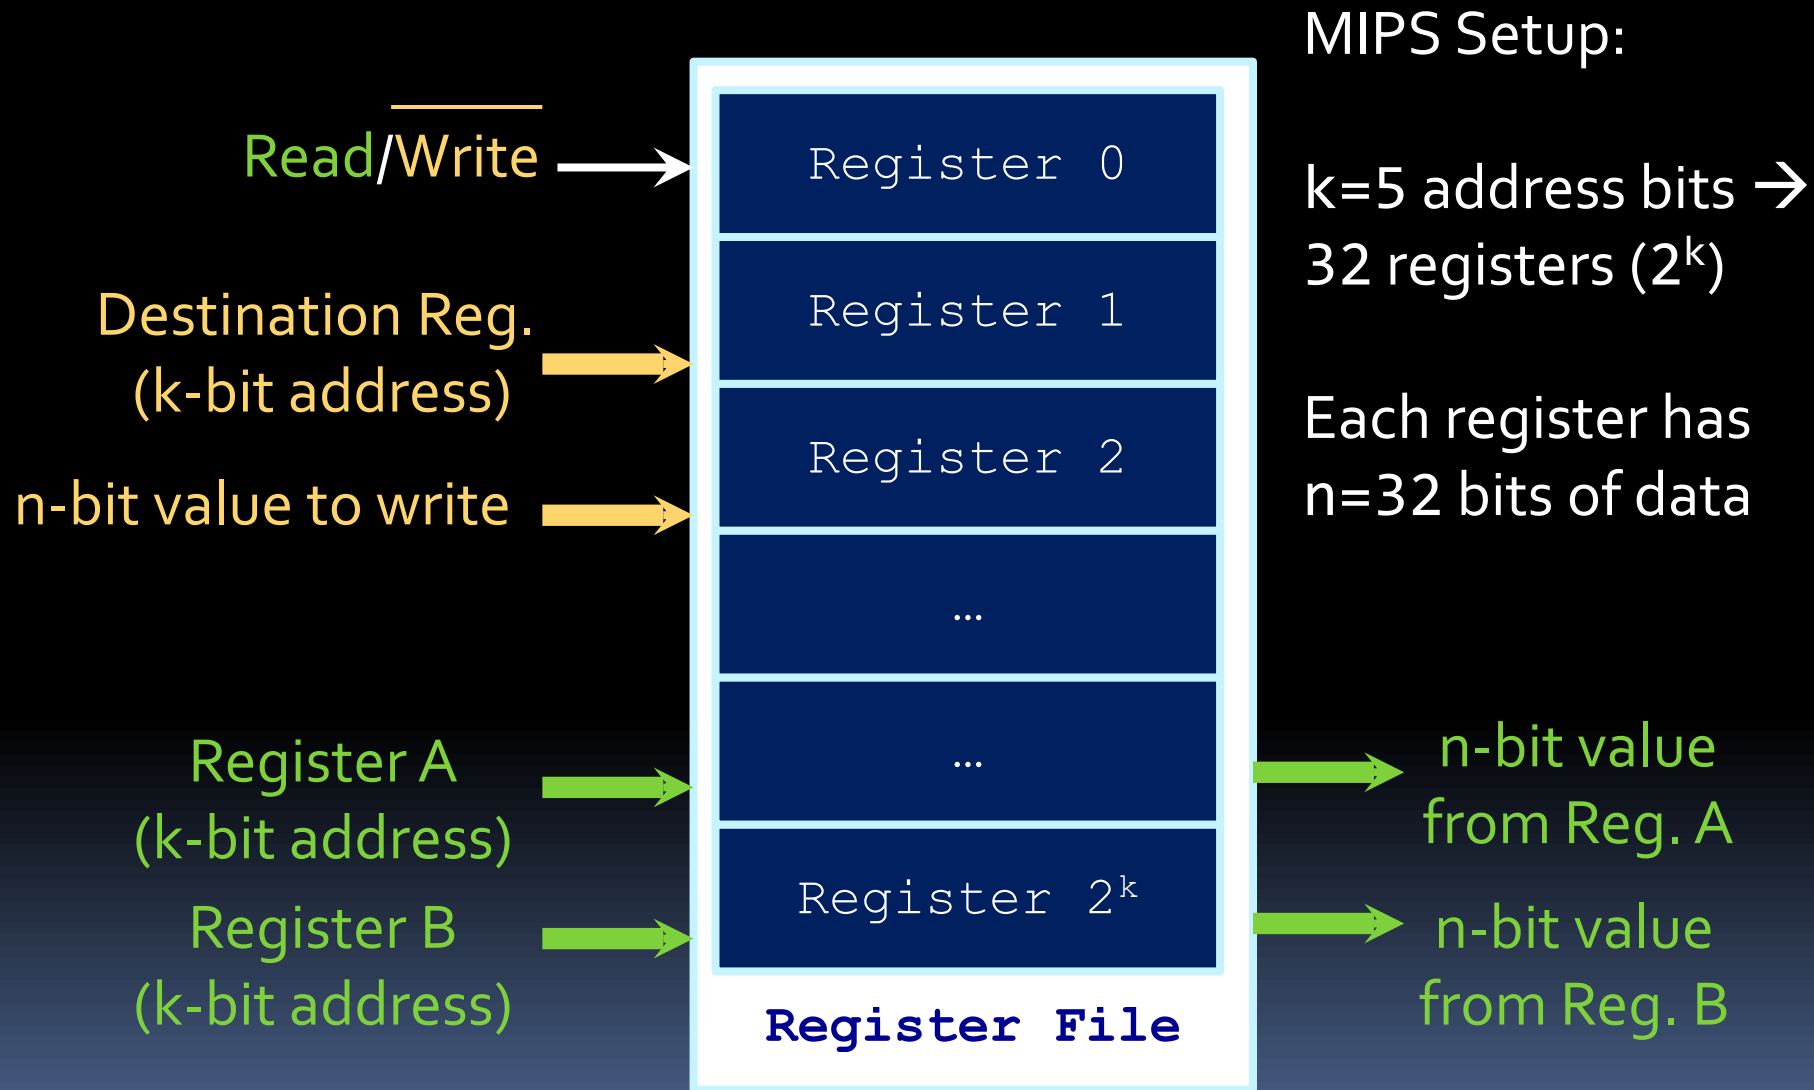 MIPS Setup:
Read/Write
k=5 address bits →
32 registers (2ᵏ)
Destination Reg.
(k-bit address)
n-bit value to write
Each register has
n=32 bits of data
Register 0
Register 1
Register 2
…
…
Register 2ᵏ
Register File
Register A
(k-bit address)
Register B
(k-bit address)
n-bit value
from Reg. A
n-bit value
from Reg. B